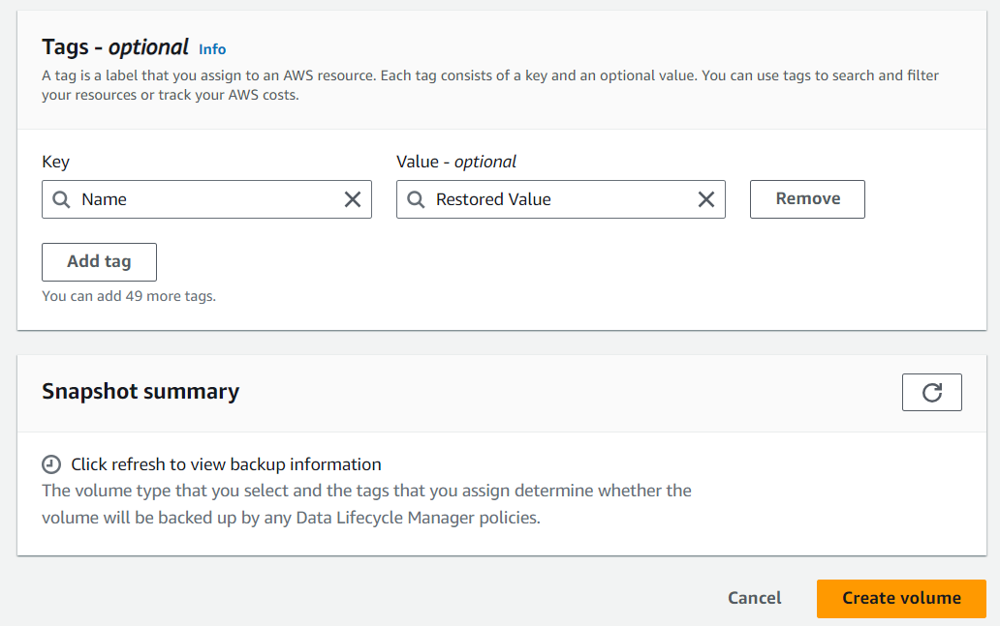 Tags - optional Info
A tag is a label that you assign to an AWS resource. Each tag consists of a key and an optional value. You can use tags to search and filter
your resources or track your AWS costs.
Key
Value - optional
Name
Restored Value
Remove
Add tag
You can add 49 more tags.
Snapshot summary
Click refresh to view backup information
The volume type that you select and the tags that you assign determine whether the
volume will be backed up by any Data Lifecycle Manager policies.
Cancel
Create volume